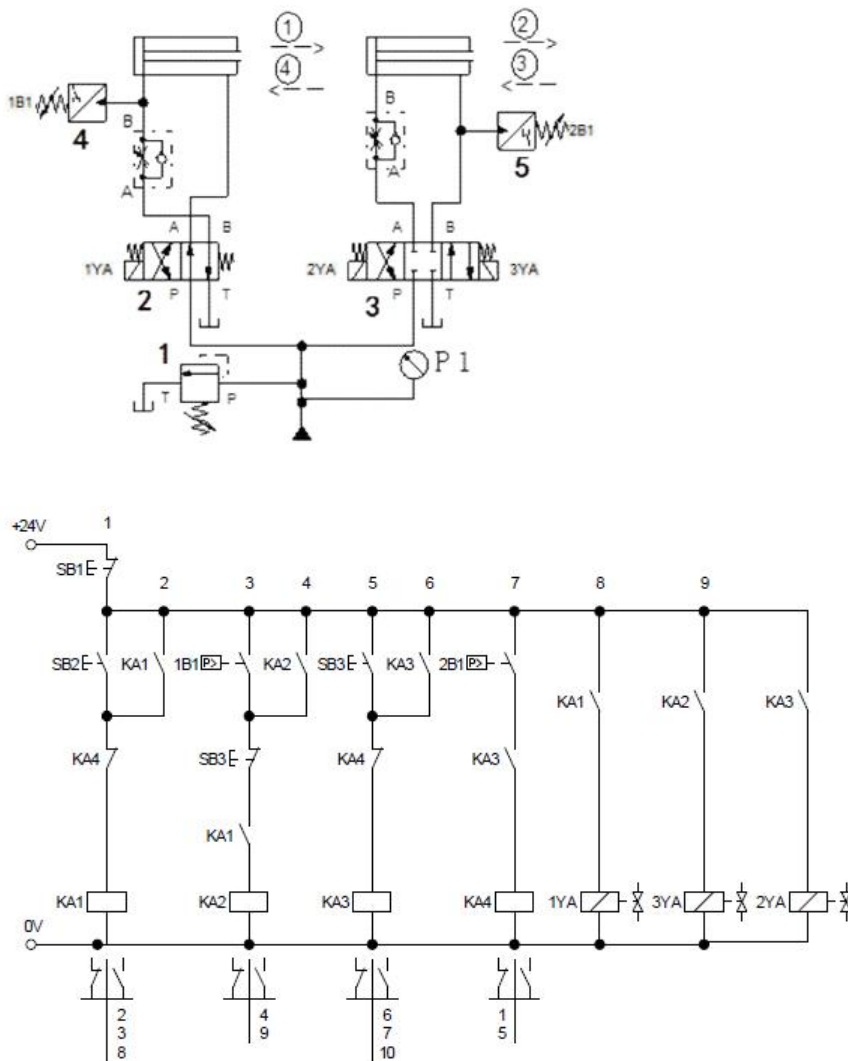 1 2
4 3
1B1 4 B B 5 2B1
A A
A B A B
1YA 2YA 3YA
2 P T 3 P T
1 P1
T P
+24V 1
SB1 2 3 4 5 6 7 8 9
SB2 KA1 1B1 P> KA2 SB3 KA3 2B1 P>
KA1 KA2 KA3
KA4 SB3 KA4 KA3
KA1
KA1 KA2 KA3 KA4 1YA 3YA 2YA
0V
2 4 6 1
3 9 7 5
8 10